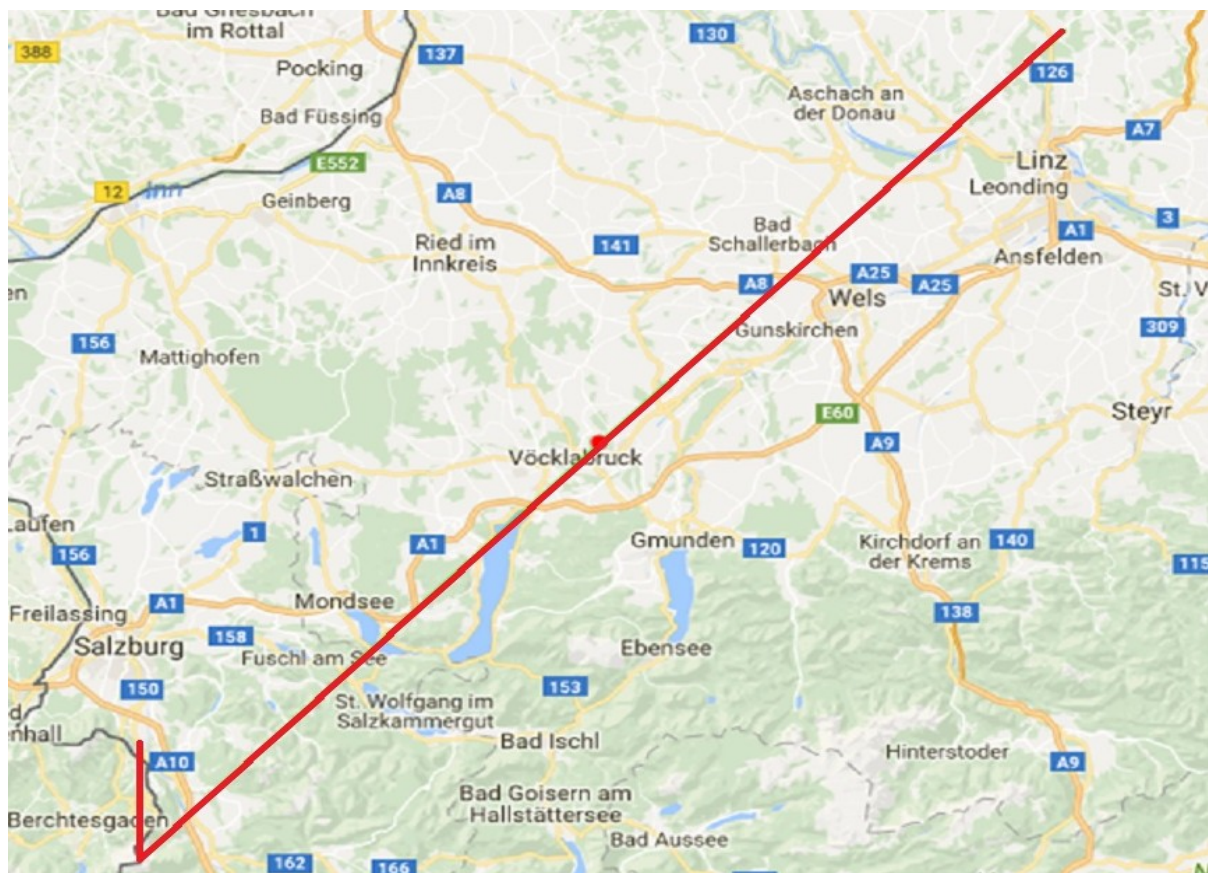 Bad Griesbach
im Rottal
388
137
130
126
Pocking
Aschach an
der Donau
Bad Füssing
A7
E552
Linz
12
Inn
A8
Leonding
Geinberg
3
Bad
Schallerbach
141
A1
Ried im
Innkreis
Ansfelden
A8
A25
A25
Wels
St. V
en
309
Gunskirchen
156
Mattighofen
E60
Steyr
A9
Vöcklabruck
Straßwalchen
Laufen
1
A1
Gmunden
120
Kirchdorf an
der Krems
140
156
115
Mondsee
A1
Freilassing
138
158
Salzburg
Ebensee
Fuschl am See
150
153
St. Wolfgang im
Salzkammergut
enhall
Bad Ischl
Hinterstoder
A10
A9
Bad Goisern am
Hallstättersee
Berchtesgaden
Bad Aussee
162
166